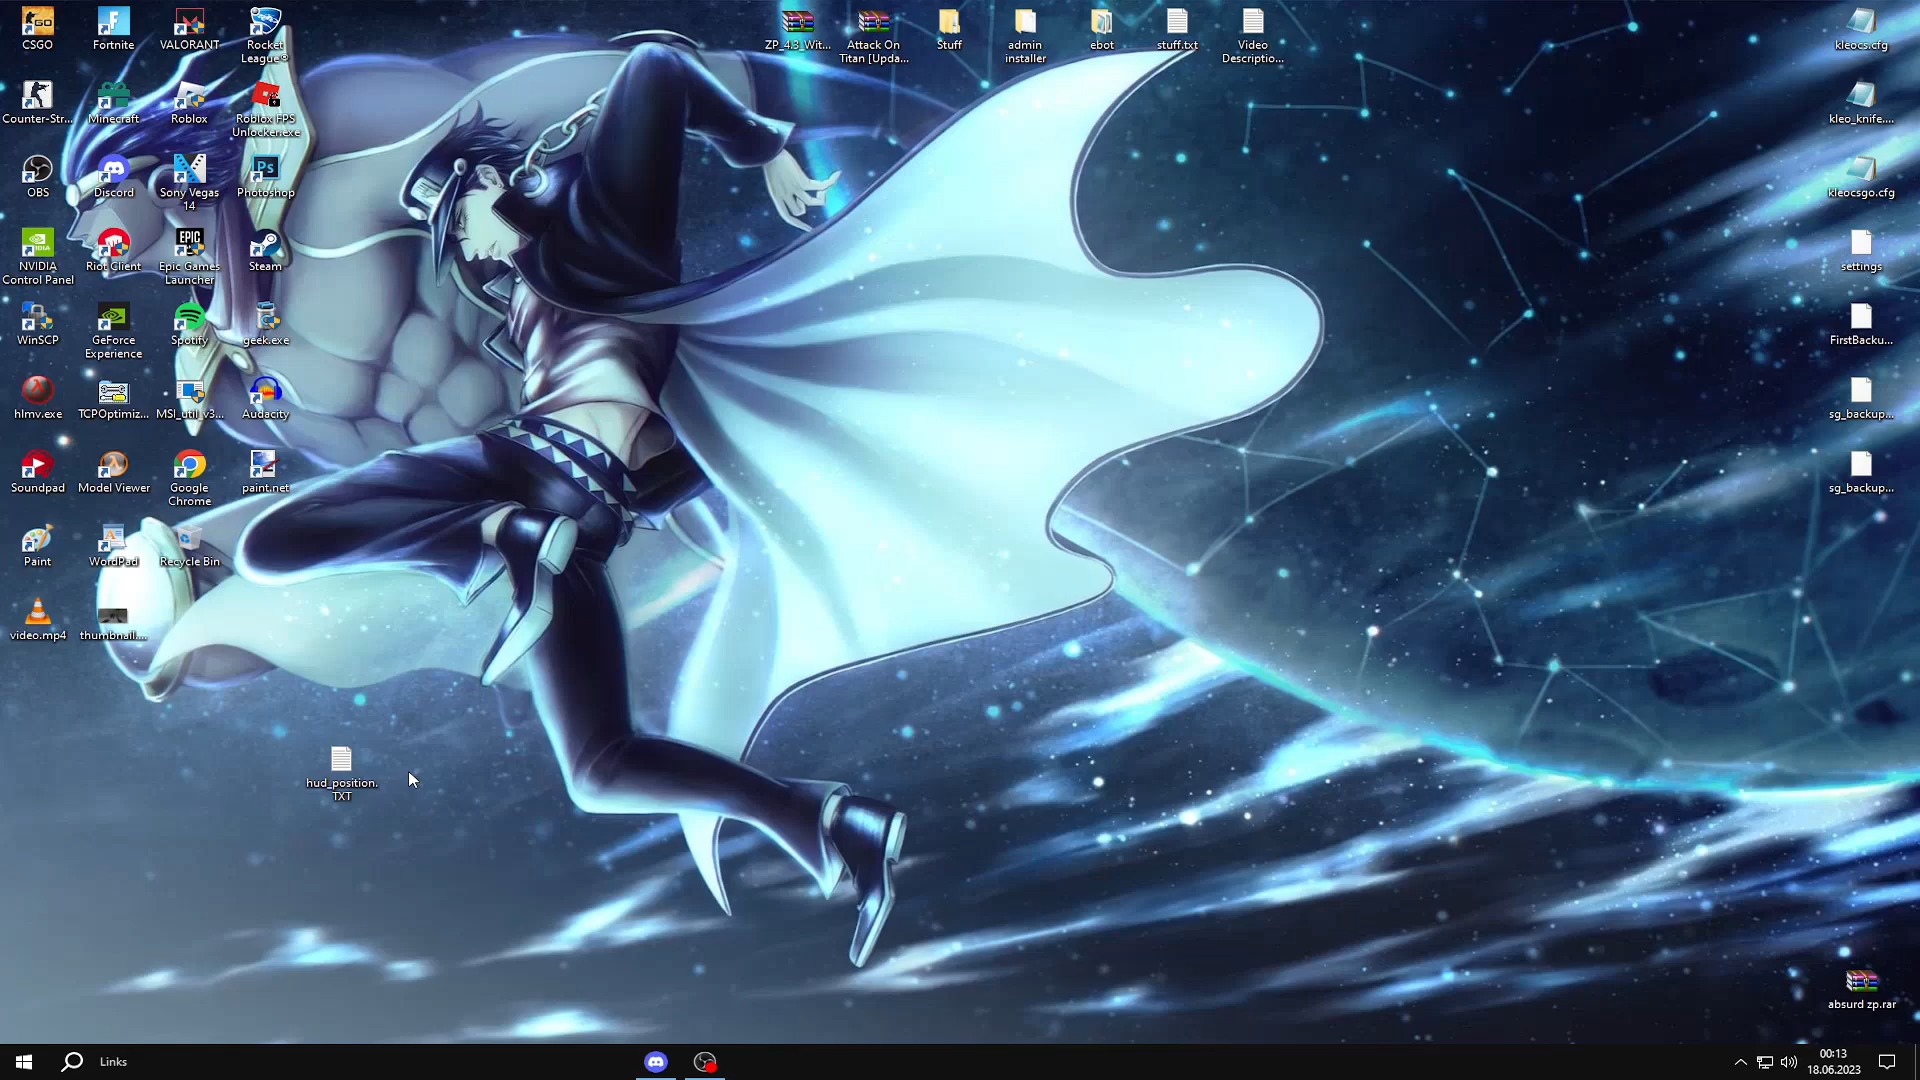 CSGO
Fortnite
VALORANT
Rocket
League®
ZP_4.3_Wit...
Attack On
Titan [Upda...
Stuff
admin
installer
ebot
stuff.txt
Video
Descriptio...
kleocs.cfg
Counter-Str...
Minecraft
Roblox
Roblox FPS
Unlocker.exe
kleo_knife....
OBS
Discord
Sony Vegas
14
Photoshop
kleocsgo.cfg
NVIDIA
Control Panel
Riot Client
Epic Games
Launcher
Steam
settings
WinSCP
GeForce
Experience
Spotify
geek.exe
FirstBacku...
hlmv.exe
TCPOptimiz...
MSI_util_v3...
Audacity
sg_backup...
Soundpad
Model Viewer
Google
Chrome
paint.net
sg_backup...
Paint
WordPad
Recycle Bin
video.mp4
thumbnail....
hud_position.
TXT
absurd zp.rar
Links
00:13
18.06.2023